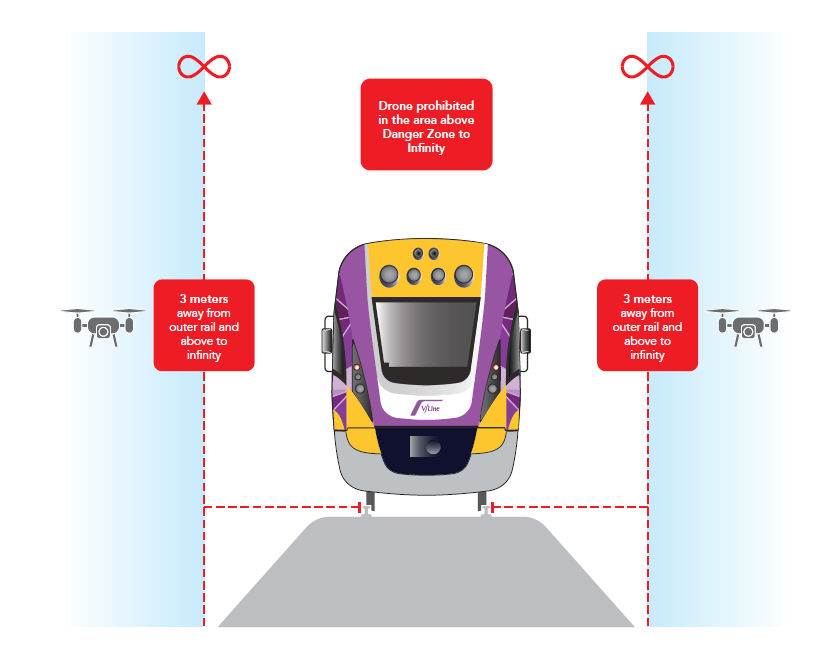 Drone prohibited
in the area above
Danger Zone to
Infinity
3 meters
away from
outer rail and
above to
infinity
3 meters
away from
outer rail and
above to
infinity
V/Line